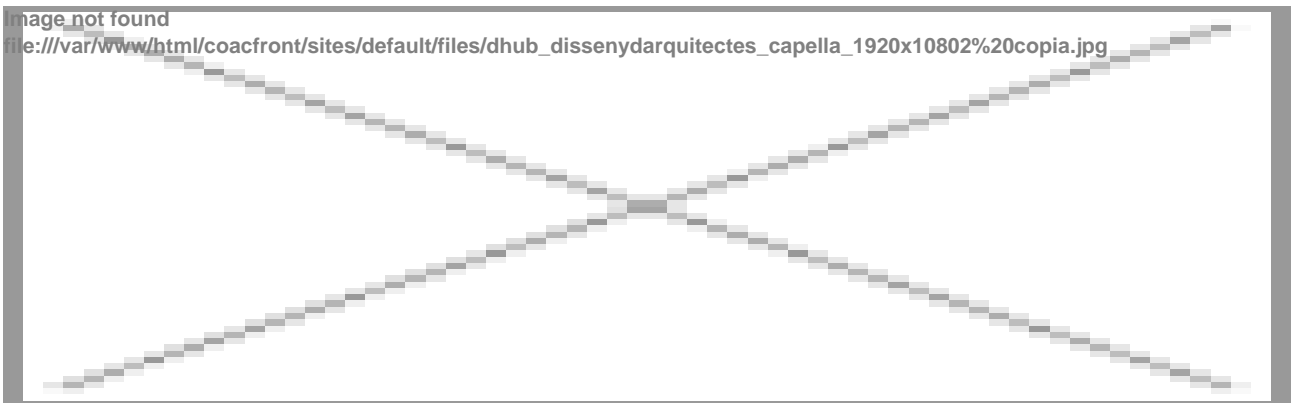 Image not found
file:///var/www/html/coacfront/sites/default/files/dhub_dissenydarquitectes_capella_1920x10802%20copia.jpg